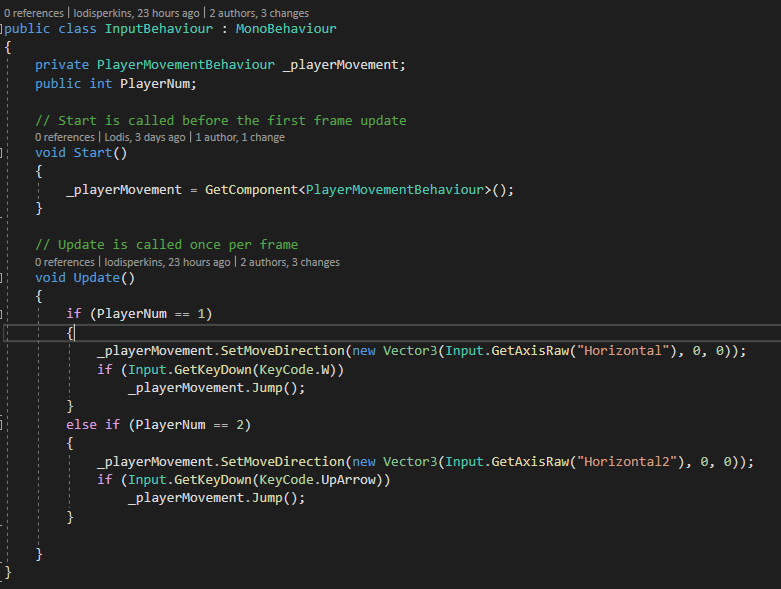 0 references | lodisperkins, 23 hours ago | 2 authors, 3 changes
public class InputBehaviour : MonoBehaviour
{
    private PlayerMovementBehaviour _playerMovement;
    public int PlayerNum;

    // Start is called before the first frame update
    0 references | Lodis, 3 days ago | 1 author, 1 change
    void Start()
    {
        _playerMovement = GetComponent<PlayerMovementBehaviour>();
    }

    // Update is called once per frame
    0 references | lodisperkins, 23 hours ago | 2 authors, 3 changes
    void Update()
    {
        if (PlayerNum == 1)
        {
            _playerMovement.SetMoveDirection(new Vector3(Input.GetAxisRaw("Horizontal"), 0, 0));
            if (Input.GetKeyDown(KeyCode.W))
                _playerMovement.Jump();
        }
        else if (PlayerNum == 2)
        {
            _playerMovement.SetMoveDirection(new Vector3(Input.GetAxisRaw("Horizontal2"), 0, 0));
            if (Input.GetKeyDown(KeyCode.UpArrow))
                _playerMovement.Jump();
        }

    }
}